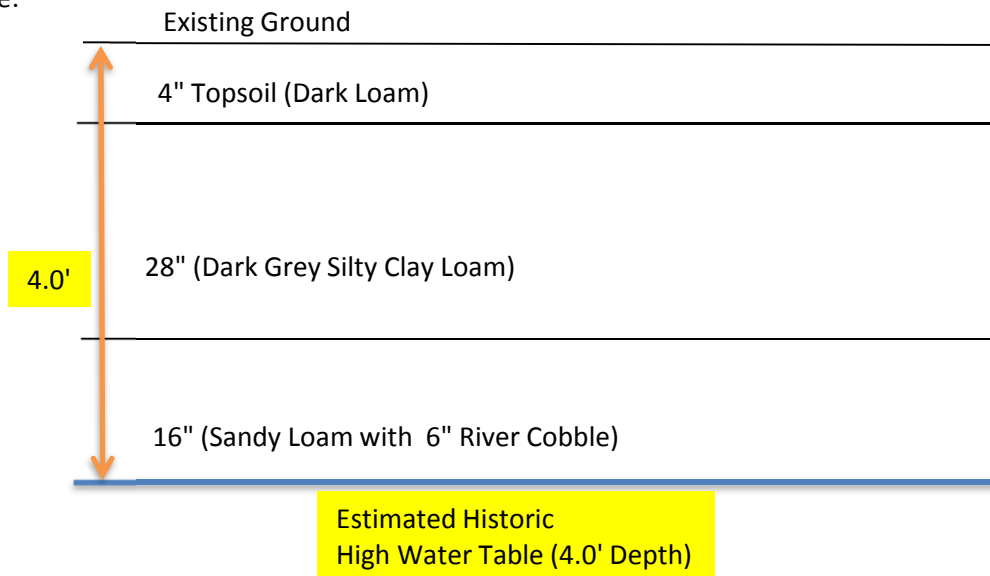 e.
Existing Ground
4" Topsoil (Dark Loam)
28" (Dark Grey Silty Clay Loam)
4.0'
16" (Sandy Loam with 6" River Cobble)
Estimated Historic
High Water Table (4.0' Depth)